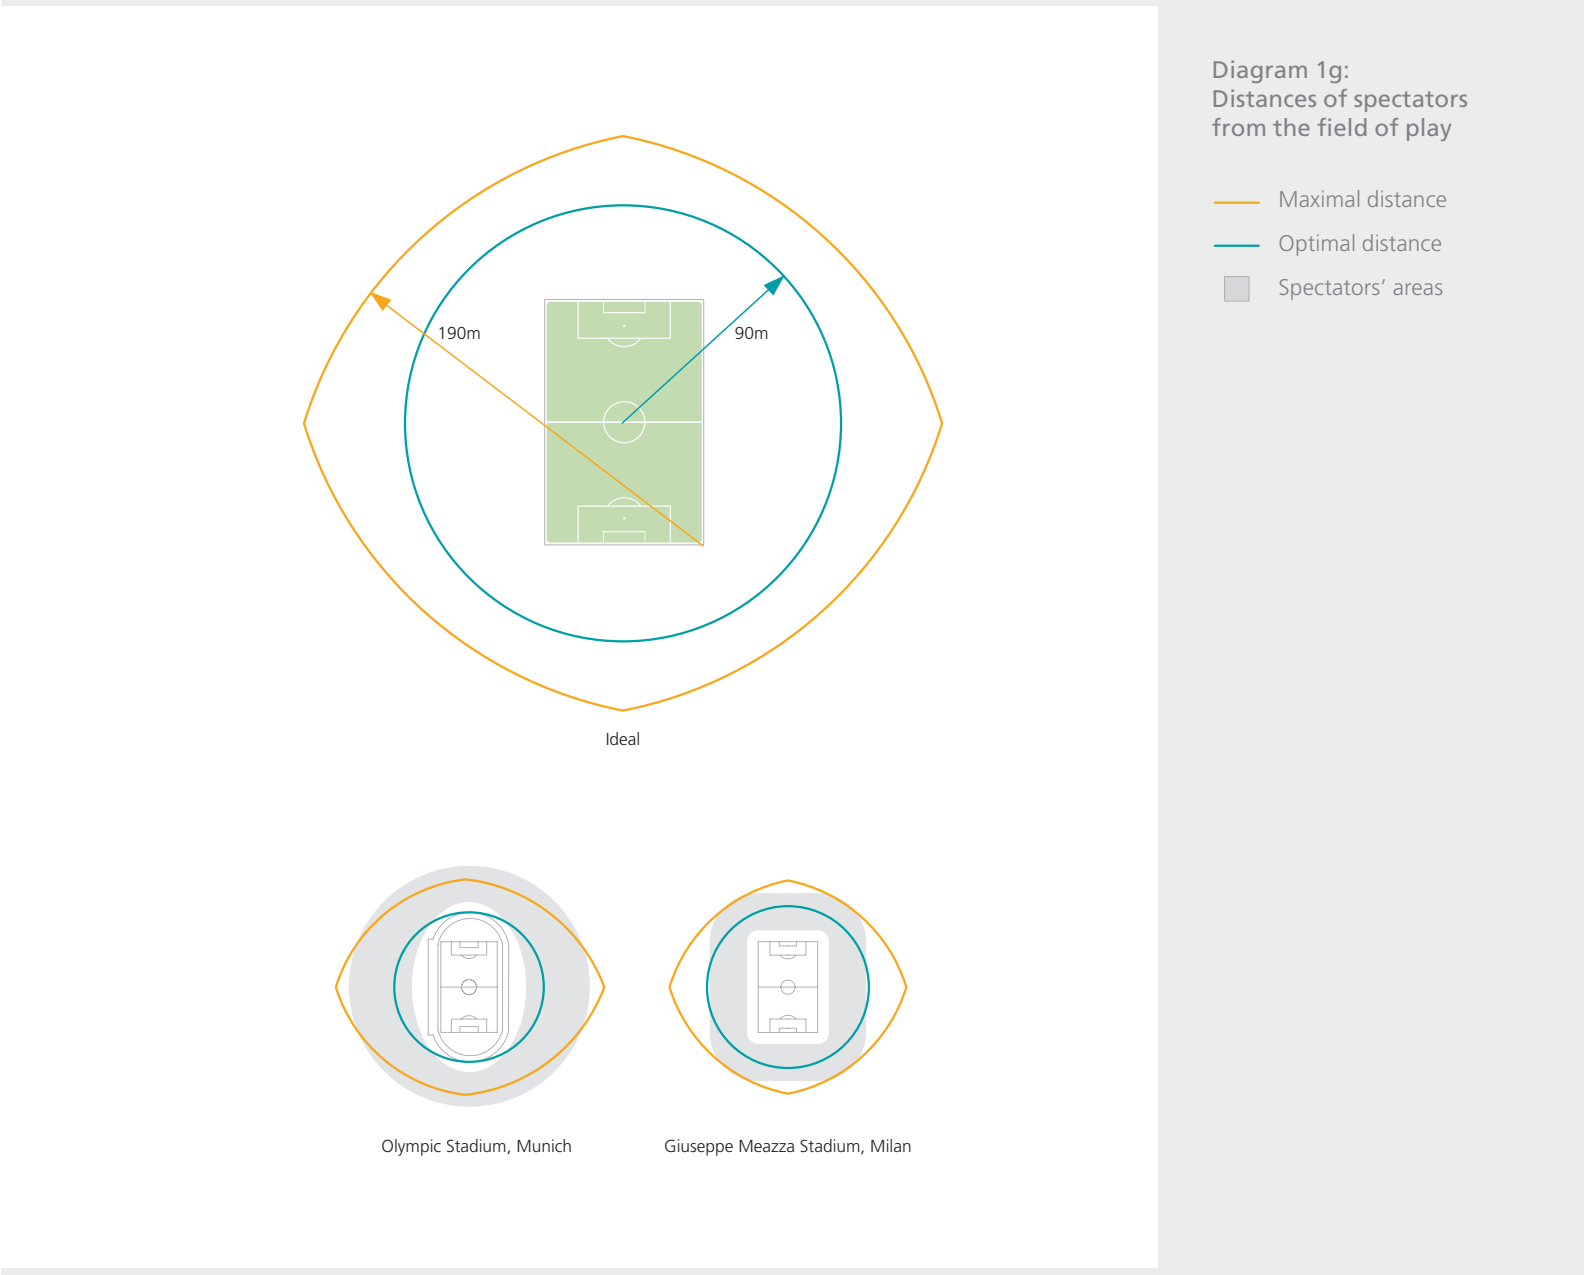 Diagram 1g:
Distances of spectators
from the field of play
Maximal distance
Optimal distance
Spectators’ areas
190m
90m
Ideal
Olympic Stadium, Munich
Giuseppe Meazza Stadium, Milan